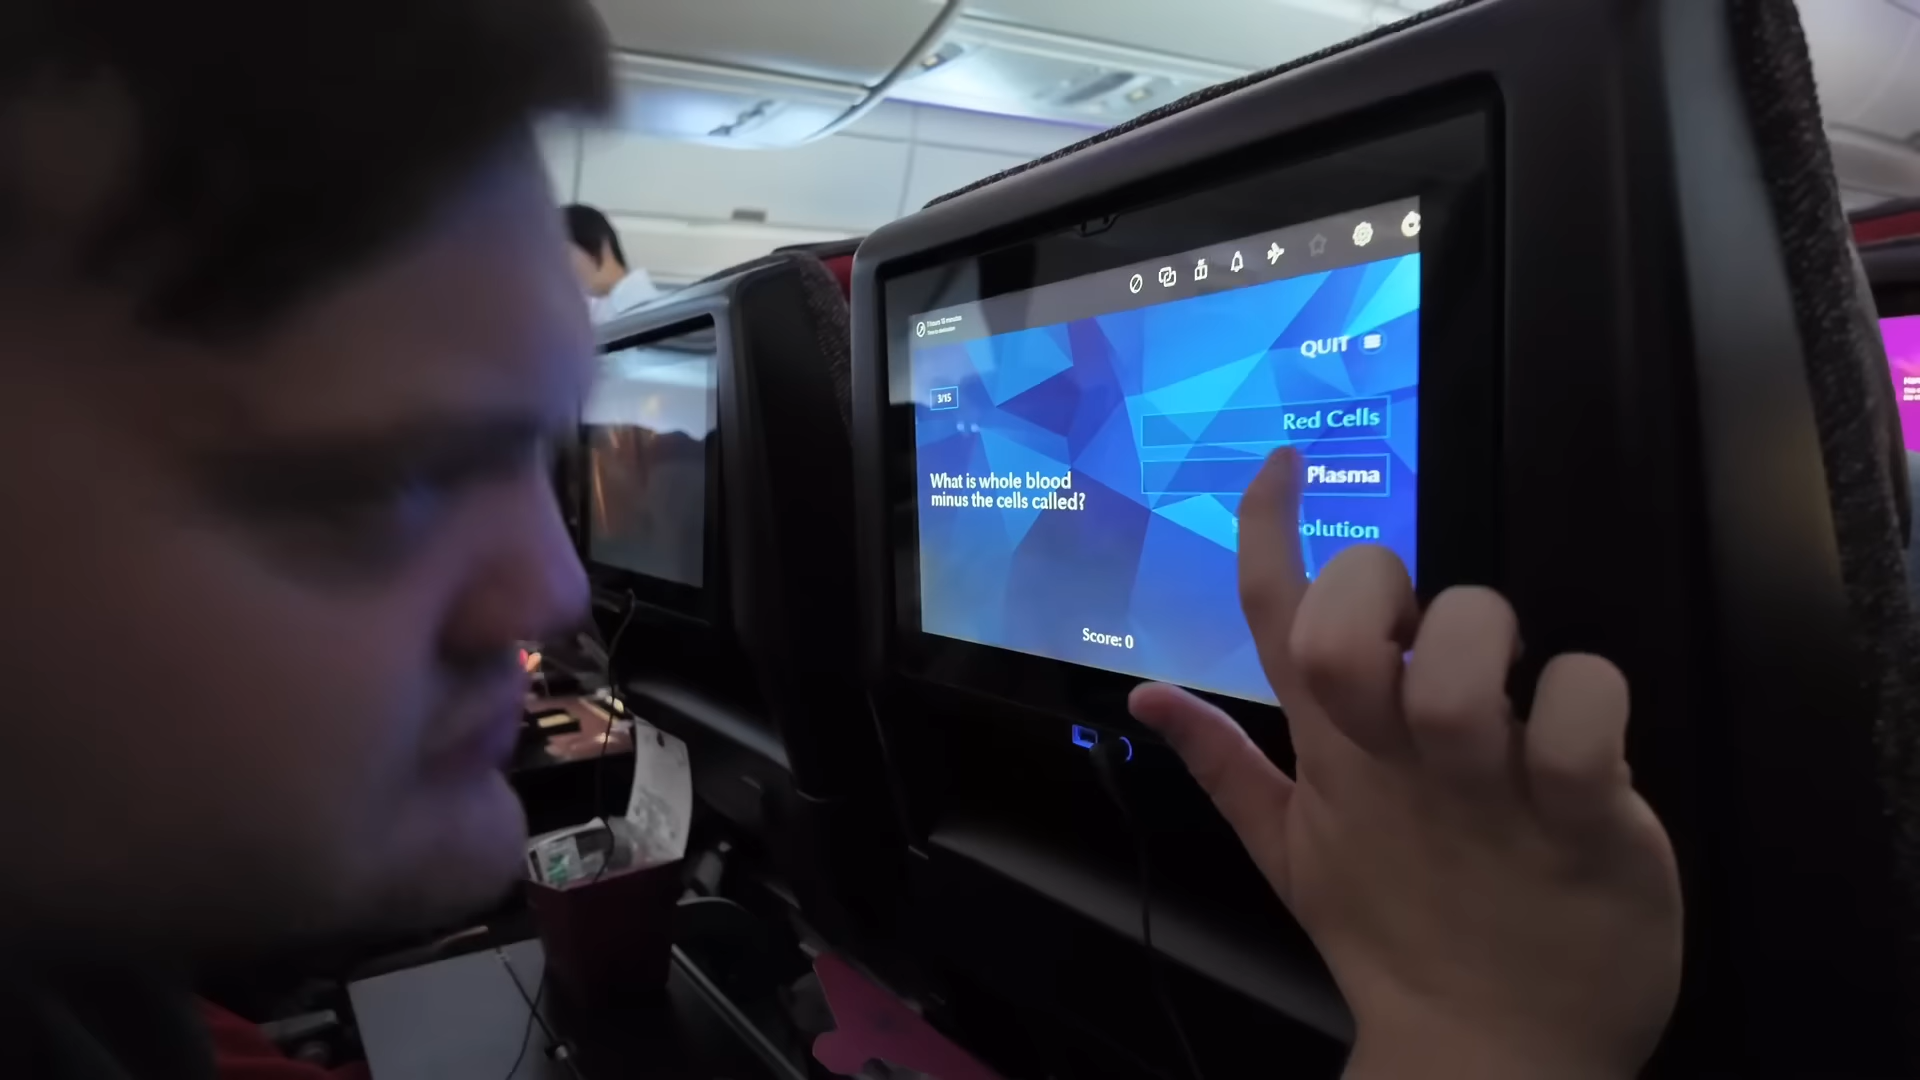 3/15
What is whole blood
minus the cells called?
QUIT
Red Cells
Plasma
olution
Score: 0